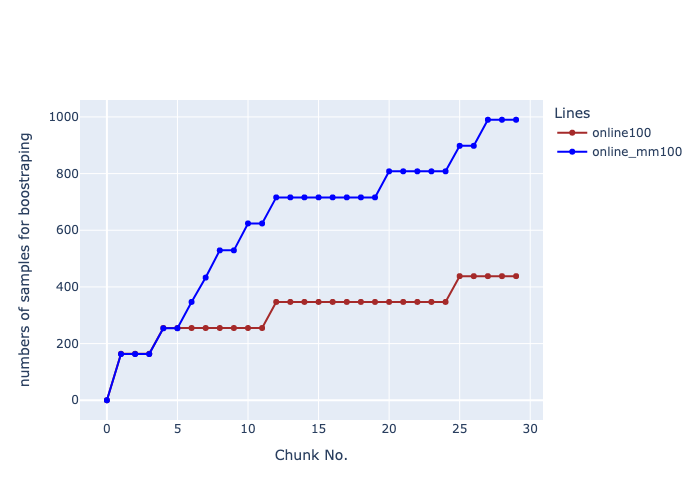 1000
800
600
400
200
0
numbers of samples for boostraping
0 5 10 15 20 25 30
Chunk No.
Lines
online100
online_mm100